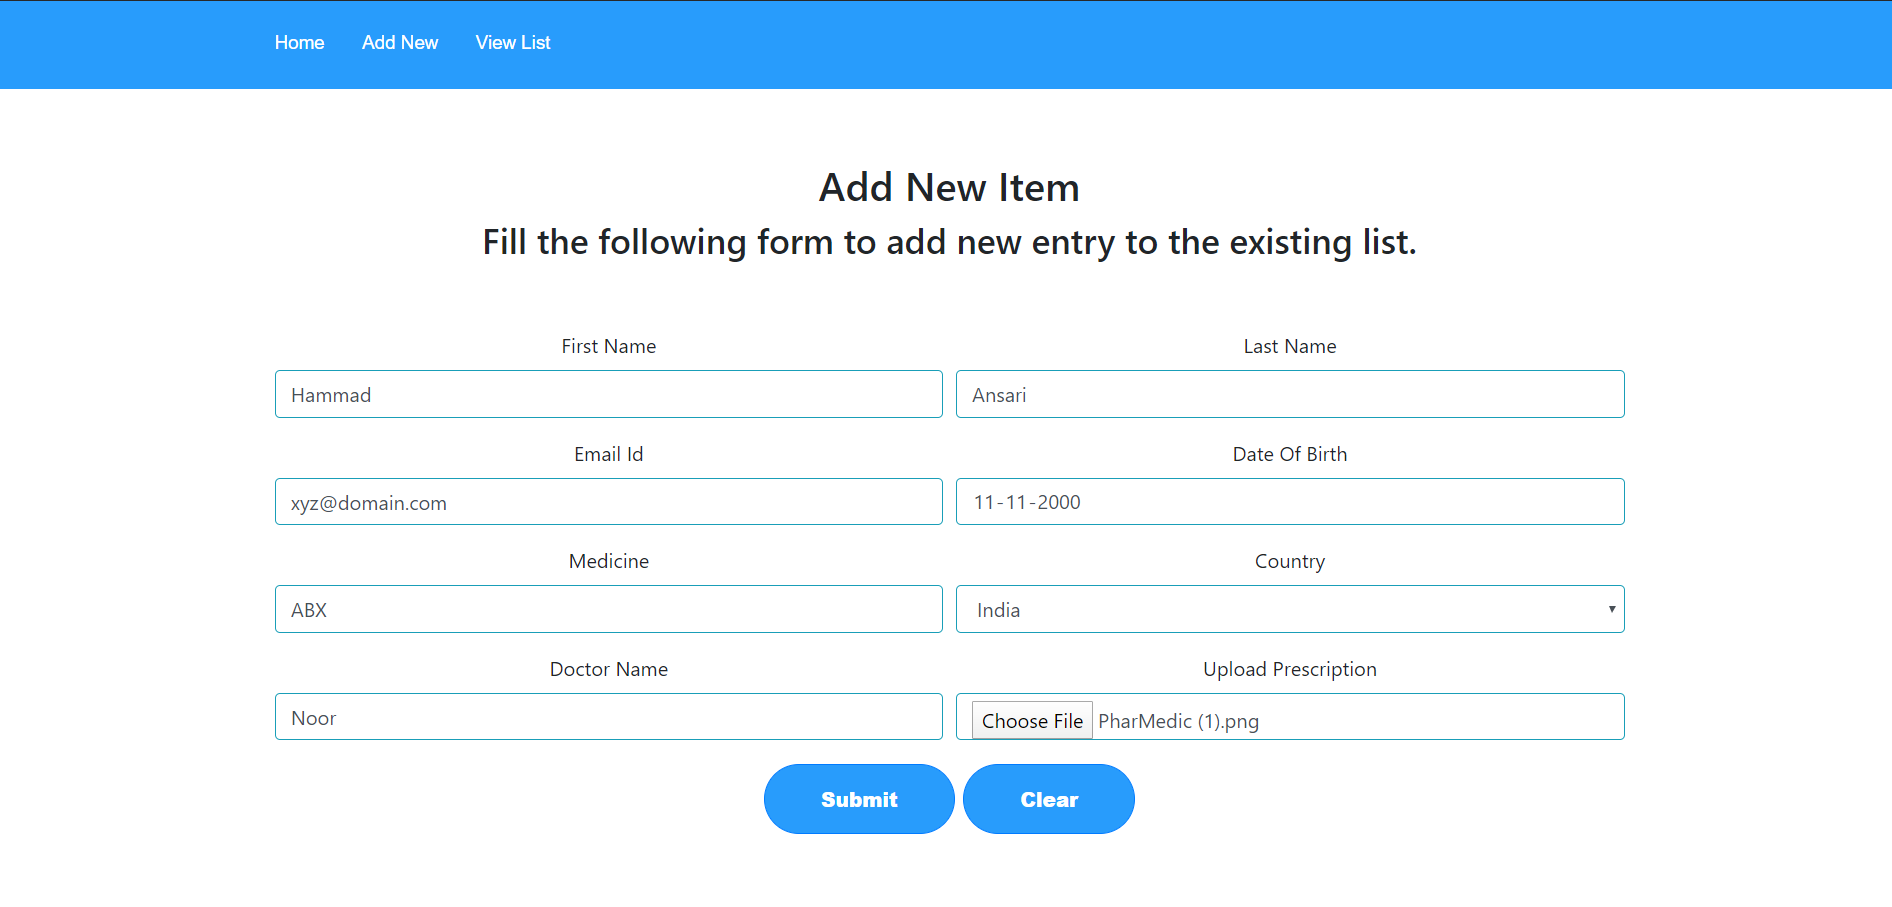 Home Add New View List
Add New Item
Fill the following form to add new entry to the existing list.
First Name Last Name
Hammad Ansari
Email Id Date Of Birth
xyz@domain.com 11-11-2000
Medicine Country
ABX India
Doctor Name Upload Prescription
Noor Choose File PharMedic (1).png
Submit Clear